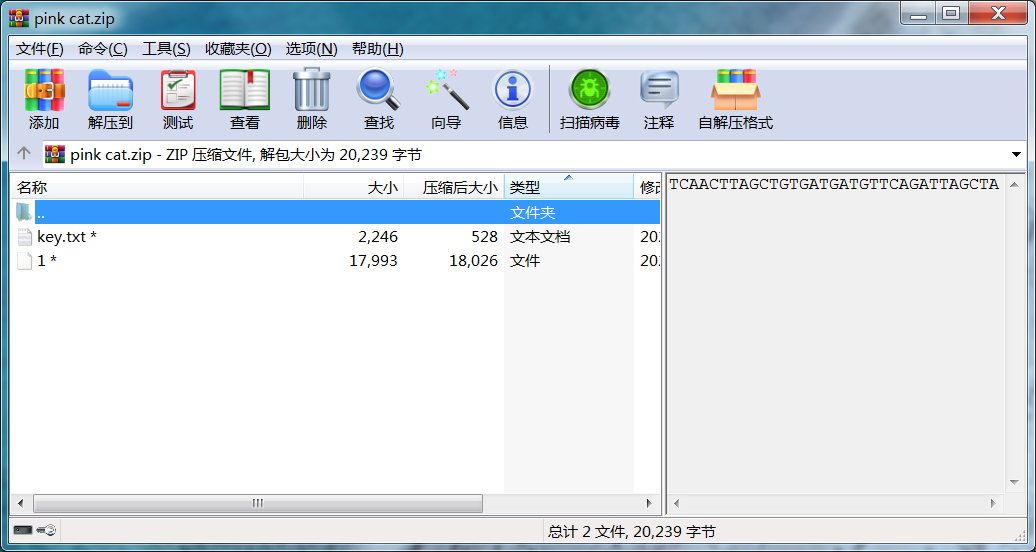 pink cat.zip
文件(F) 命令(C) 工具(S) 收藏夹(O) 选项(N) 帮助(H)
添加 解压到 测试 查看 删除 查找 向导 信息 扫描病毒 注释 自解压格式
pink cat.zip - ZIP 压缩文件, 解包大小为 20,239 字节
名称 大小 压缩后大小 类型 修改
TCAACTTAGCTGTGATGATGTTCAGATTAGCTA
.. 文件夹
key.txt * 2,246 528 文本文档 202
1 * 17,993 18,026 文件 202
总计 2 文件, 20,239 字节